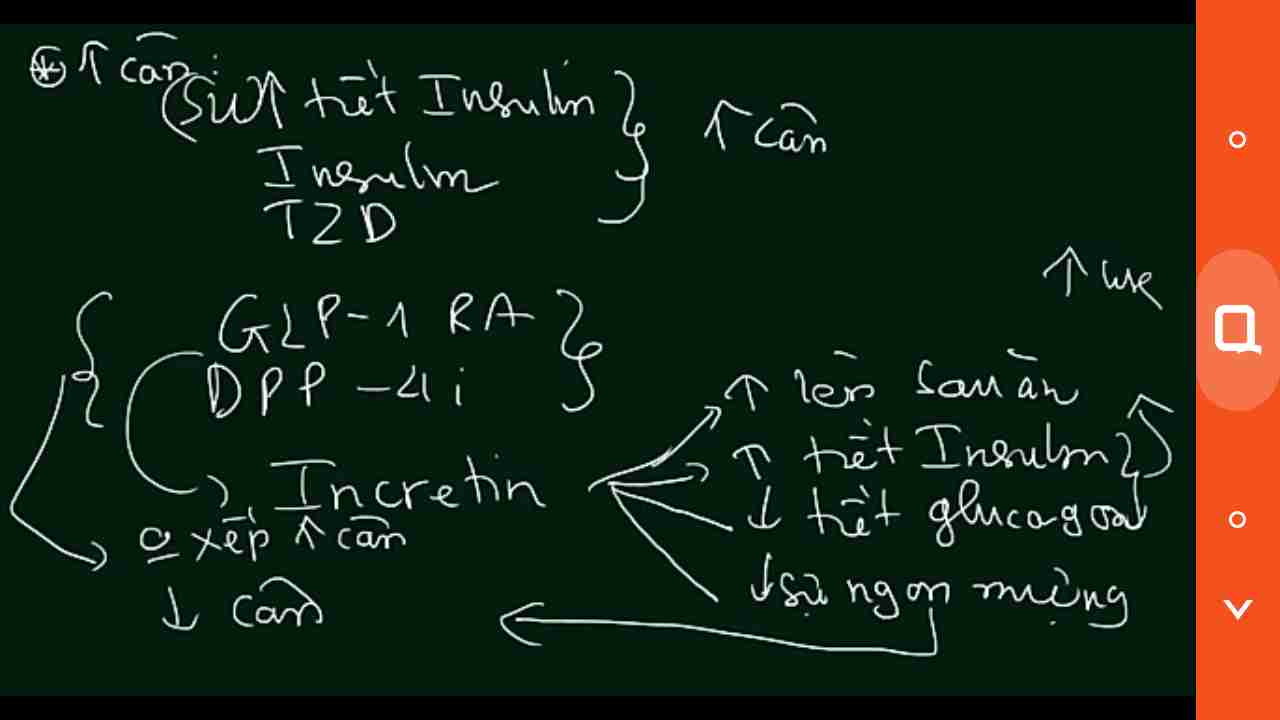 ⊛ ↑ cân:
(SU ↑ tiết Insulin } ↑ cân
Insulin
TZD
{ GLP-1 RA }
DPP-4i
→ Incretin
↑ lên sau ăn
↑ tiết Insulin
↓ tiết glucagon
↓ sự ngon miệng
xếp ↑ cân
↓ cân